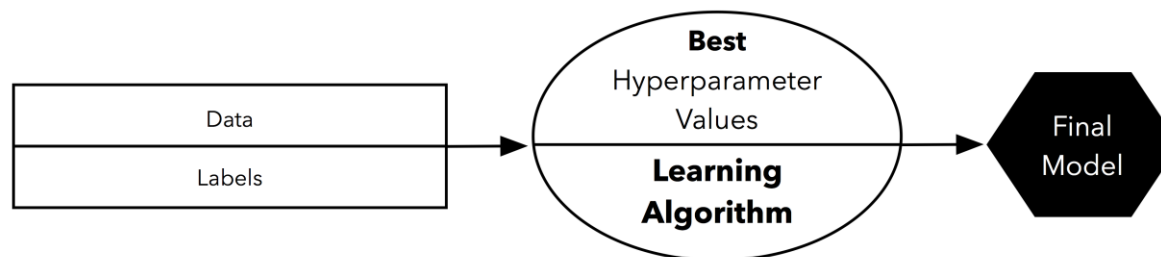 Data
Labels
Best
Hyperparameter
Values
Learning
Algorithm
Final
Model